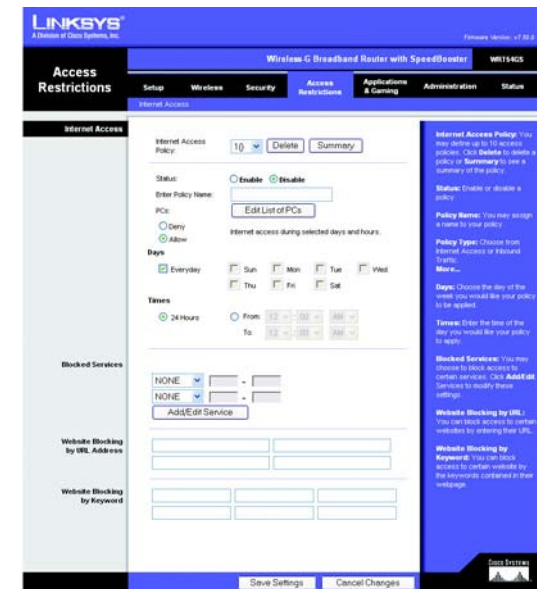 LINKSYS®
A Division of Cisco Systems, Inc.
Firmware Version: v7.50.0
Wireless-G Broadband Router with SpeedBooster
WRT54GS
Access Restrictions
Setup
Wireless
Security
Access Restrictions
Applications & Gaming
Administration
Status
Internet Access
Internet Access
Internet Access Policy:
Delete
Summary
Status:
Enable
Disable
Enter Policy Name:
PCs:
Edit List of PCs
Deny
Allow
Internet access during selected days and hours.
Days
Everyday
Sun
Mon
Tue
Wed
Thu
Fri
Sat
Times
24 Hours
From:
12 : 00 AM
To:
12 : 00 AM
Blocked Services
NONE
-
NONE
-
Add/Edit Service
Website Blocking by URL Address
Website Blocking by Keyword
Save Settings
Cancel Changes
Internet Access Policy: You
may define up to 10 access
policies. Click Delete to delete a
policy or Summary to see a
summary of the policy.
Status: Enable or disable a
policy.
Policy Name: You may assign
a name to your policy.
Policy Type: Choose from
Internet Access or Inbound
Traffic.
More...
Days: Choose the day of the
week you would like your policy
to be applied.
Times: Enter the time of the
day you would like your policy
to apply.
Blocked Services: You may
choose to block access to
certain services. Click Add/Edit
Services to modify these
settings.
Website Blocking by URL:
You can block access to certain
websites by entering their URL.
Website Blocking by
Keyword: You can block
access to certain website by
the keywords contained in their
webpage.
CISCO SYSTEMS